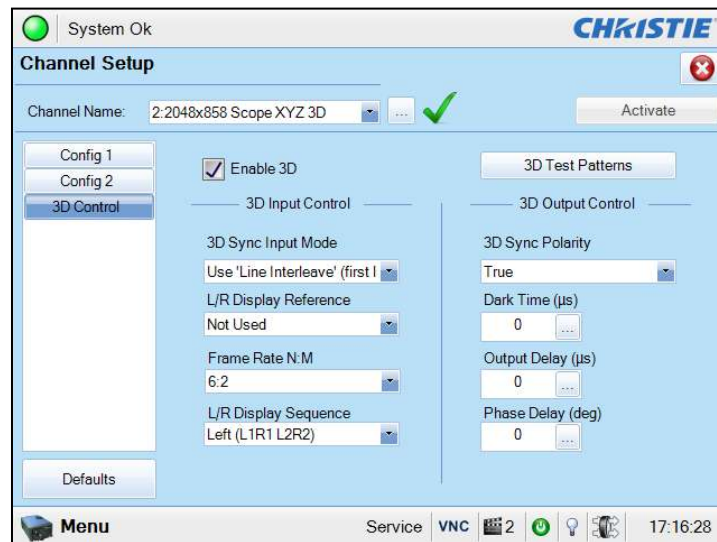 System Ok
CHRISTIE
Channel Setup
Channel Name: 2:2048x858 Scope XYZ 3D ... Activate
Config 1
Config 2
3D Control
Defaults
Enable 3D
3D Test Patterns
3D Input Control
3D Output Control
3D Sync Input Mode
Use 'Line Interleave' (first l
L/R Display Reference
Not Used
Frame Rate N:M
6:2
L/R Display Sequence
Left (L1R1 L2R2)
3D Sync Polarity
True
Dark Time (µs)
0 ...
Output Delay (µs)
0 ...
Phase Delay (deg)
0 ...
Menu Service VNC 2 17:16:28